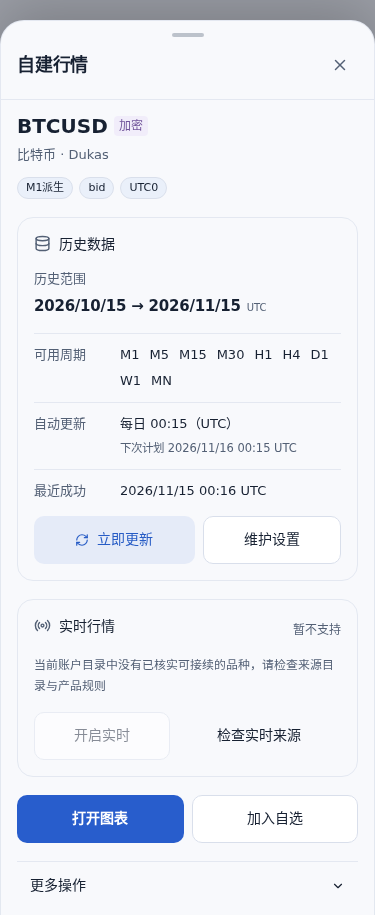 自建行情
BTCUSD 加密
比特币 · Dukas
M1派生 bid UTC0
历史数据
历史范围
2026/10/15 → 2026/11/15 UTC
可用周期 M1 M5 M15 M30 H1 H4 D1
W1 MN
自动更新 每日 00:15（UTC）
下次计划 2026/11/16 00:15 UTC
最近成功 2026/11/15 00:16 UTC
立即更新 维护设置
实时行情 暂不支持
当前账户目录中没有已核实可接续的品种，请检查来源目
录与产品规则
开启实时 检查实时来源
打开图表 加入自选
更多操作